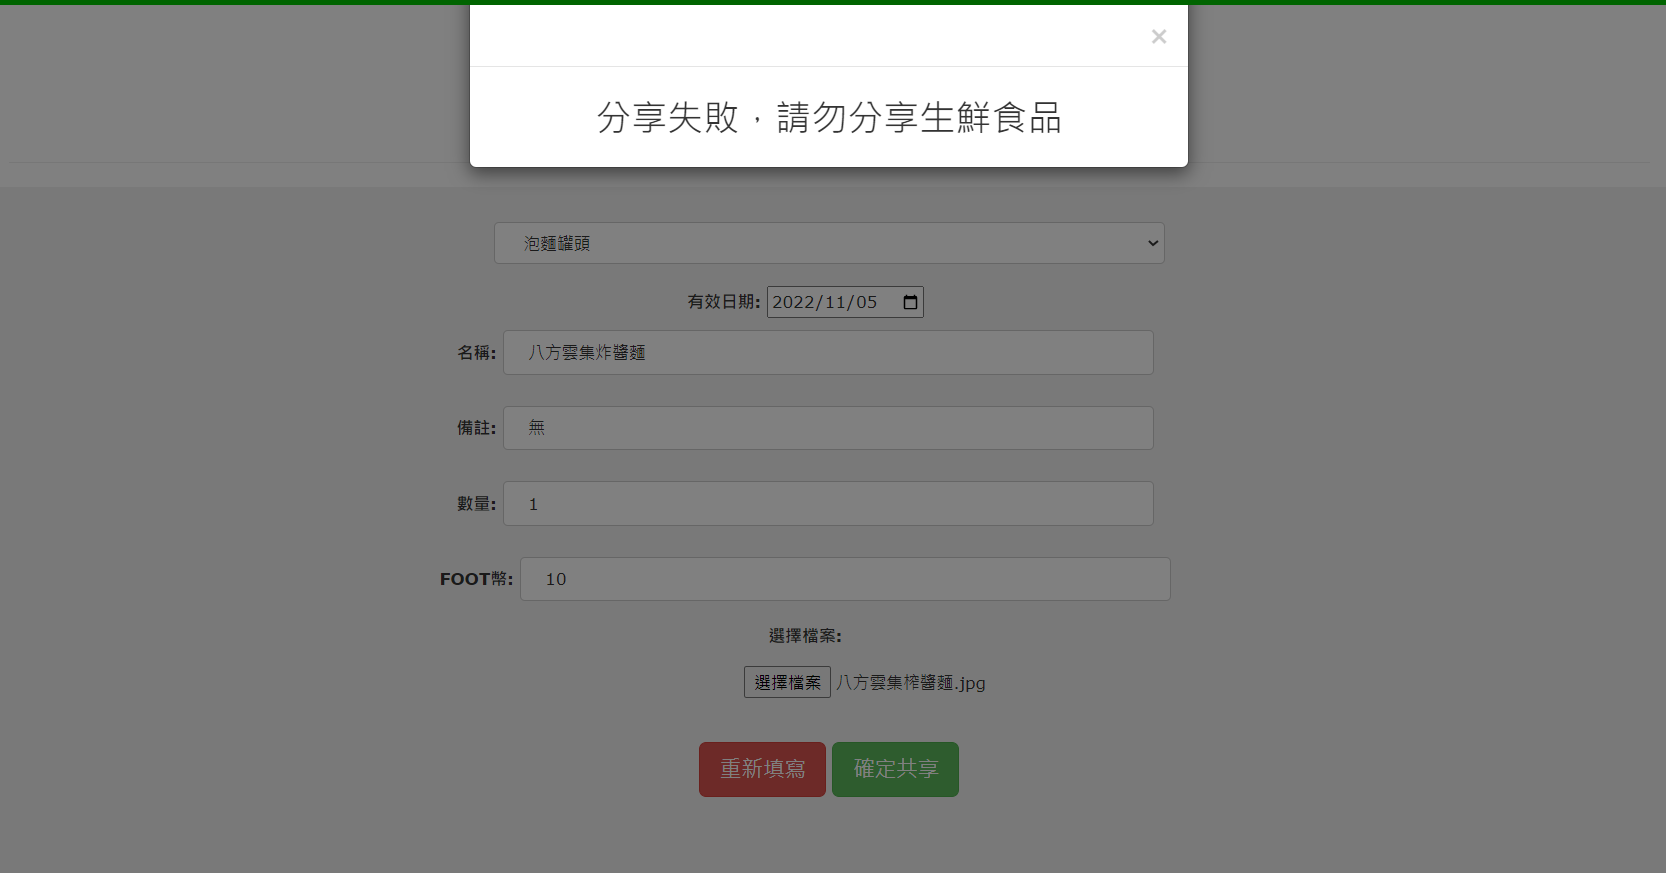 ×
分享失敗，請勿分享生鮮食品
泡麵罐頭
有效日期: 2022/11/05
名稱: 八方雲集炸醬麵
備註: 無
數量: 1
FOOT幣: 10
選擇檔案:
選擇檔案 八方雲集榨醬麵.jpg
重新填寫 確定共享